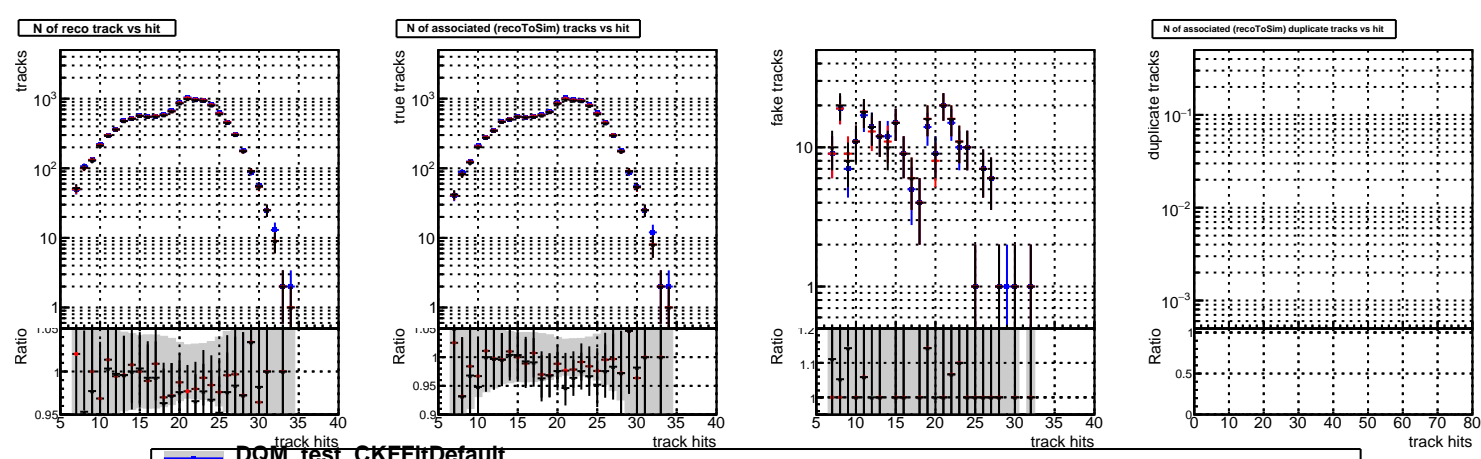 N of reco track vs hit
tracks
10³
10²
10
1
1.05
Ratio
1
0.95
5 10 15 20 25 30 35 40
track hits
N of associated (recoToSim) tracks vs hit
true tracks
10³
10²
10
1
1.05
Ratio
1
0.95
0.9
5 10 15 20 25 30 35 40
track hits
fake tracks
10
1
1.2
Ratio
1.1
1
5 10 15 20 25 30 35 40
track hits
N of associated (recoToSim) duplicate tracks vs hit
duplicate tracks
10⁻¹
10⁻²
10⁻³
Ratio
1
0.5
0
0 10 20 30 40 50 60 70 80
track hits
DQM_test_CKFFltDefault